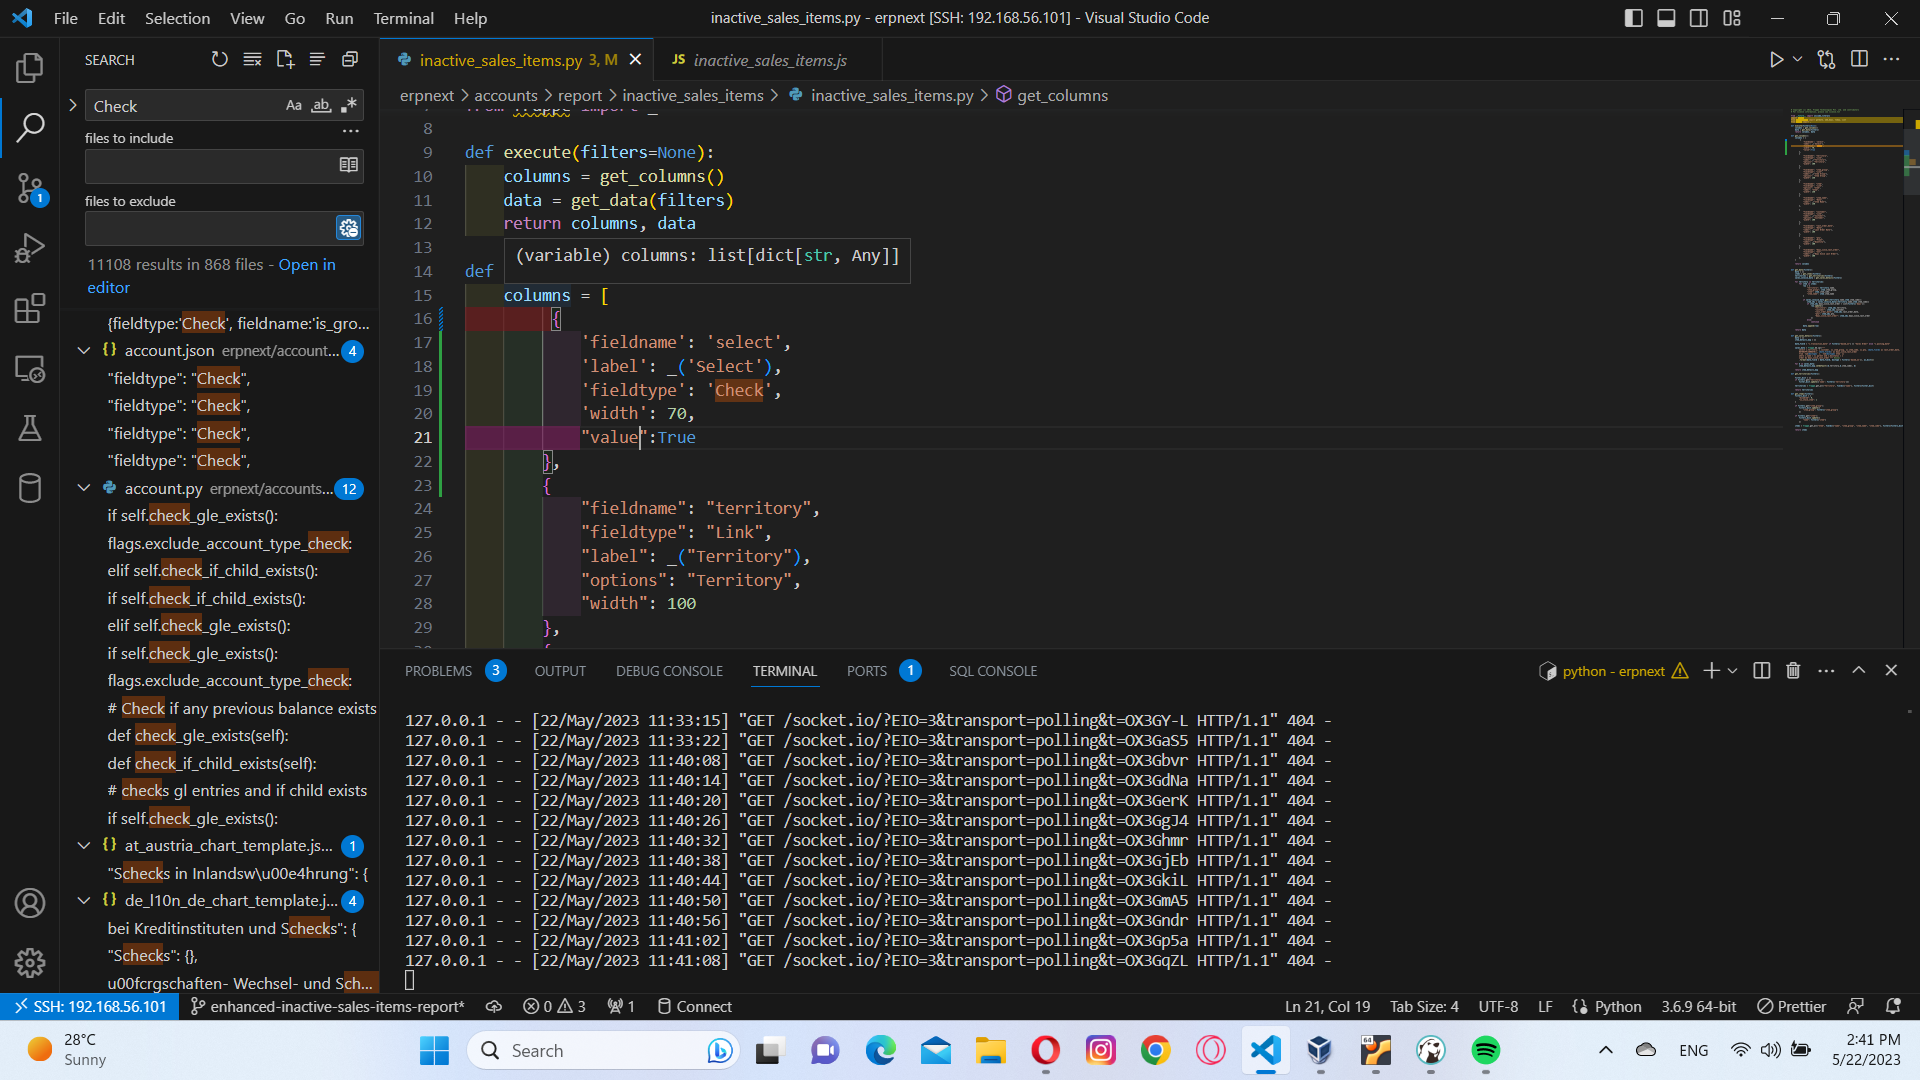 File Edit Selection View Go Run Terminal Help
inactive_sales_items.py - erpnext [SSH: 192.168.56.101] - Visual Studio Code
SEARCH
Check
Aa ab
files to include
files to exclude
11108 results in 868 files - Open in
editor
{fieldtype:'Check', fieldname:'is_gro...
account.json erpnext/account... 4
"fieldtype": "Check",
"fieldtype": "Check",
"fieldtype": "Check",
"fieldtype": "Check",
account.py erpnext/accounts... 12
if self.check_gle_exists():
flags.exclude_account_type_check:
elif self.check_if_child_exists():
if self.check_if_child_exists():
elif self.check_gle_exists():
if self.check_gle_exists():
flags.exclude_account_type_check:
# Check if any previous balance exists
def check_gle_exists(self):
def check_if_child_exists(self):
# checks gl entries and if child exists
if self.check_gle_exists():
at_austria_chart_template.js... 1
"Schecks in Inlandsw\u00e4hrung": {
de_l10n_de_chart_template.j... 4
bei Kreditinstituten und Schecks": {
"Schecks": {},
u00fcrgschaften- Wechsel- und Sch...
1
inactive_sales_items.py 3, M
JS inactive_sales_items.js
erpnext > accounts > report > inactive_sales_items > inactive_sales_items.py > get_columns
8
9 def execute(filters=None):
10 columns = get_columns()
11 data = get_data(filters)
12 return columns, data
13
(variable) columns: list[dict[str, Any]]
14 def
15 columns = [
16 {
17 'fieldname': 'select',
18 'label': _('Select'),
19 'fieldtype': 'Check',
20 'width': 70,
21 "value":True
22 },
23 {
24 "fieldname": "territory",
25 "fieldtype": "Link",
26 "label": _("Territory"),
27 "options": "Territory",
28 "width": 100
29 },
PROBLEMS 3 OUTPUT DEBUG CONSOLE TERMINAL PORTS 1 SQL CONSOLE
python - erpnext
127.0.0.1 - - [22/May/2023 11:33:15] "GET /socket.io/?EIO=3&transport=polling&t=OX3GY-L HTTP/1.1" 404 -
127.0.0.1 - - [22/May/2023 11:33:22] "GET /socket.io/?EIO=3&transport=polling&t=OX3GaS5 HTTP/1.1" 404 -
127.0.0.1 - - [22/May/2023 11:40:08] "GET /socket.io/?EIO=3&transport=polling&t=OX3Gbvr HTTP/1.1" 404 -
127.0.0.1 - - [22/May/2023 11:40:14] "GET /socket.io/?EIO=3&transport=polling&t=OX3GdNa HTTP/1.1" 404 -
127.0.0.1 - - [22/May/2023 11:40:20] "GET /socket.io/?EIO=3&transport=polling&t=OX3GerK HTTP/1.1" 404 -
127.0.0.1 - - [22/May/2023 11:40:26] "GET /socket.io/?EIO=3&transport=polling&t=OX3GgJ4 HTTP/1.1" 404 -
127.0.0.1 - - [22/May/2023 11:40:32] "GET /socket.io/?EIO=3&transport=polling&t=OX3Ghmr HTTP/1.1" 404 -
127.0.0.1 - - [22/May/2023 11:40:38] "GET /socket.io/?EIO=3&transport=polling&t=OX3GjEb HTTP/1.1" 404 -
127.0.0.1 - - [22/May/2023 11:40:44] "GET /socket.io/?EIO=3&transport=polling&t=OX3GkiL HTTP/1.1" 404 -
127.0.0.1 - - [22/May/2023 11:40:50] "GET /socket.io/?EIO=3&transport=polling&t=OX3GmA5 HTTP/1.1" 404 -
127.0.0.1 - - [22/May/2023 11:40:56] "GET /socket.io/?EIO=3&transport=polling&t=OX3Gndr HTTP/1.1" 404 -
127.0.0.1 - - [22/May/2023 11:41:02] "GET /socket.io/?EIO=3&transport=polling&t=OX3Gp5a HTTP/1.1" 404 -
127.0.0.1 - - [22/May/2023 11:41:08] "GET /socket.io/?EIO=3&transport=polling&t=OX3GqZL HTTP/1.1" 404 -
SSH: 192.168.56.101 enhanced-inactive-sales-items-report* 0 3 1 Connect
Ln 21, Col 19 Tab Size: 4 UTF-8 LF Python 3.6.9 64-bit Prettier
28°C
Sunny
Search
64
ENG
2:41 PM
5/22/2023